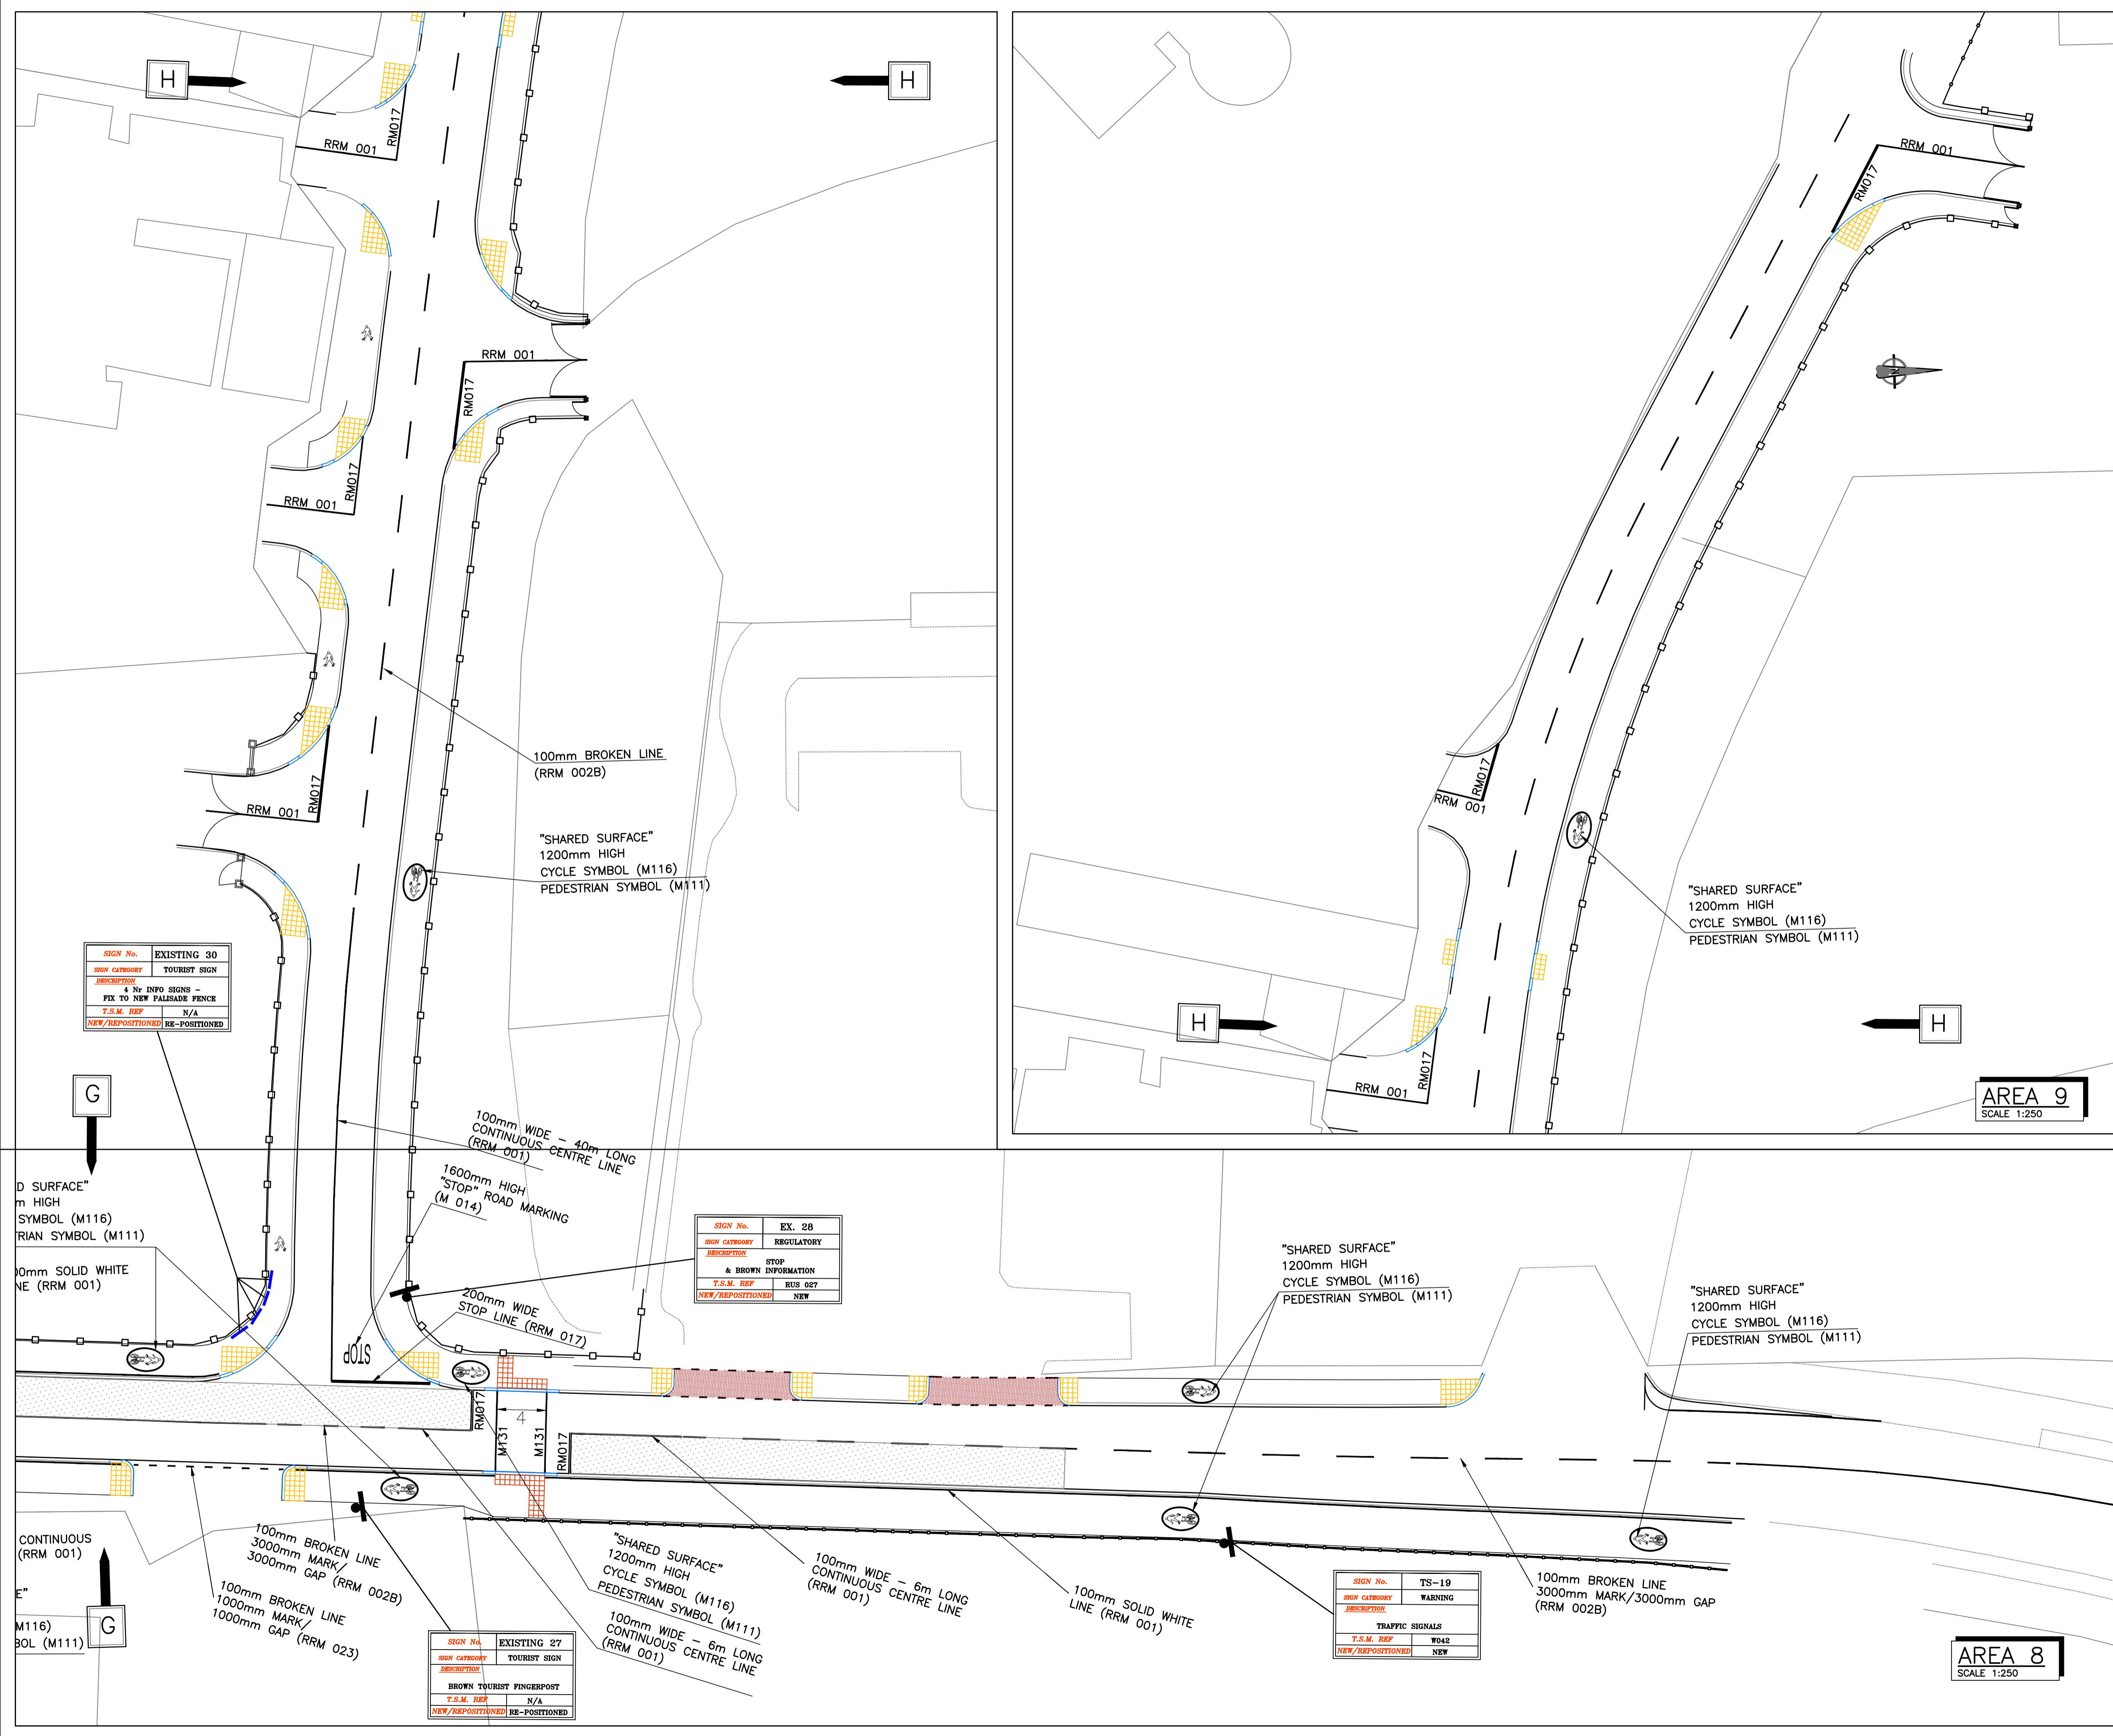 H
H
RRM 001
RM017
RRM 001
RM017
RRM 001
RM017
100mm BROKEN LINE
(RRM 002B)
RRM 001
RM017
"SHARED SURFACE"
1200mm HIGH
CYCLE SYMBOL (M116)
PEDESTRIAN SYMBOL (M111)
SIGN No. EXISTING 30
SIGN CATEGORY TOURIST SIGN
DESCRIPTION
4 Nr INFO SIGNS –
FIX TO NEW PALISADE FENCE
T.S.M. REF N/A
NEW/REPOSITIONED RE-POSITIONED
G
100mm WIDE – 40m LONG
CONTINUOUS CENTRE LINE
(RRM 001)
1600mm HIGH
"STOP" ROAD MARKING
(M 014)
D SURFACE"
m HIGH
SYMBOL (M116)
TRIAN SYMBOL (M111)
00mm SOLID WHITE
NE (RRM 001)
SIGN No. EX. 28
SIGN CATEGORY REGULATORY
DESCRIPTION
STOP
& BROWN INFORMATION
T.S.M. REF RUS 027
NEW/REPOSITIONED NEW
200mm WIDE
STOP LINE (RRM 017)
STOP
RM017
4
M131
M131
RM017
CONTINUOUS
(RRM 001)
E"
M116)
BOL (M111)
G
100mm BROKEN LINE
3000mm MARK/
3000mm GAP (RRM 002B)
100mm BROKEN LINE
1000mm MARK/
1000mm GAP (RRM 023)
SIGN No. EXISTING 27
SIGN CATEGORY TOURIST SIGN
DESCRIPTION
BROWN TOURIST FINGERPOST
T.S.M. REF N/A
NEW/REPOSITIONED RE-POSITIONED
"SHARED SURFACE"
1200mm HIGH
CYCLE SYMBOL (M116)
PEDESTRIAN SYMBOL (M111)
100mm WIDE – 6m LONG
CONTINUOUS CENTRE LINE
(RRM 001)
100mm WIDE – 6m LONG
CONTINUOUS CENTRE LINE
(RRM 001)
100mm SOLID WHITE
LINE (RRM 001)
"SHARED SURFACE"
1200mm HIGH
CYCLE SYMBOL (M116)
PEDESTRIAN SYMBOL (M111)
"SHARED SURFACE"
1200mm HIGH
CYCLE SYMBOL (M116)
PEDESTRIAN SYMBOL (M111)
SIGN No. TS-19
SIGN CATEGORY WARNING
DESCRIPTION
TRAFFIC SIGNALS
T.S.M. REF W042
NEW/REPOSITIONED NEW
100mm BROKEN LINE
3000mm MARK/3000mm GAP
(RRM 002B)
AREA 8
SCALE 1:250
RRM 001
RM017
N
RM017
RRM 001
"SHARED SURFACE"
1200mm HIGH
CYCLE SYMBOL (M116)
PEDESTRIAN SYMBOL (M111)
H
H
RRM 001
RM017
AREA 9
SCALE 1:250